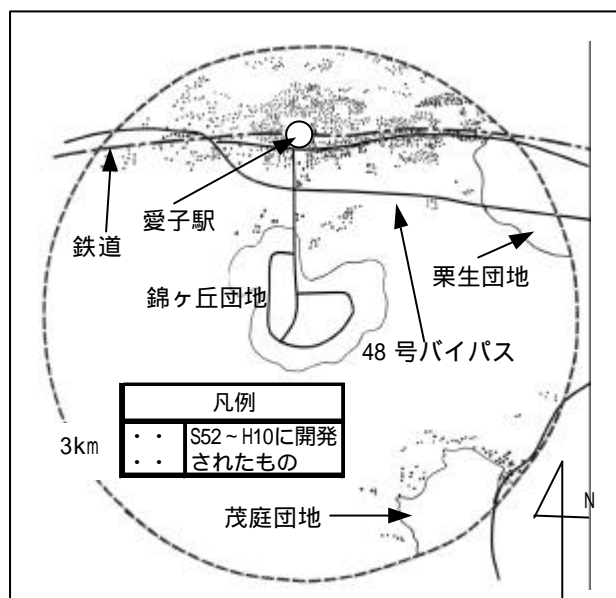 愛子駅
鉄道
栗生団地
錦ヶ丘団地
48 号バイパス
凡例
S52~H10に開発
されたもの
3km
茂庭団地
N